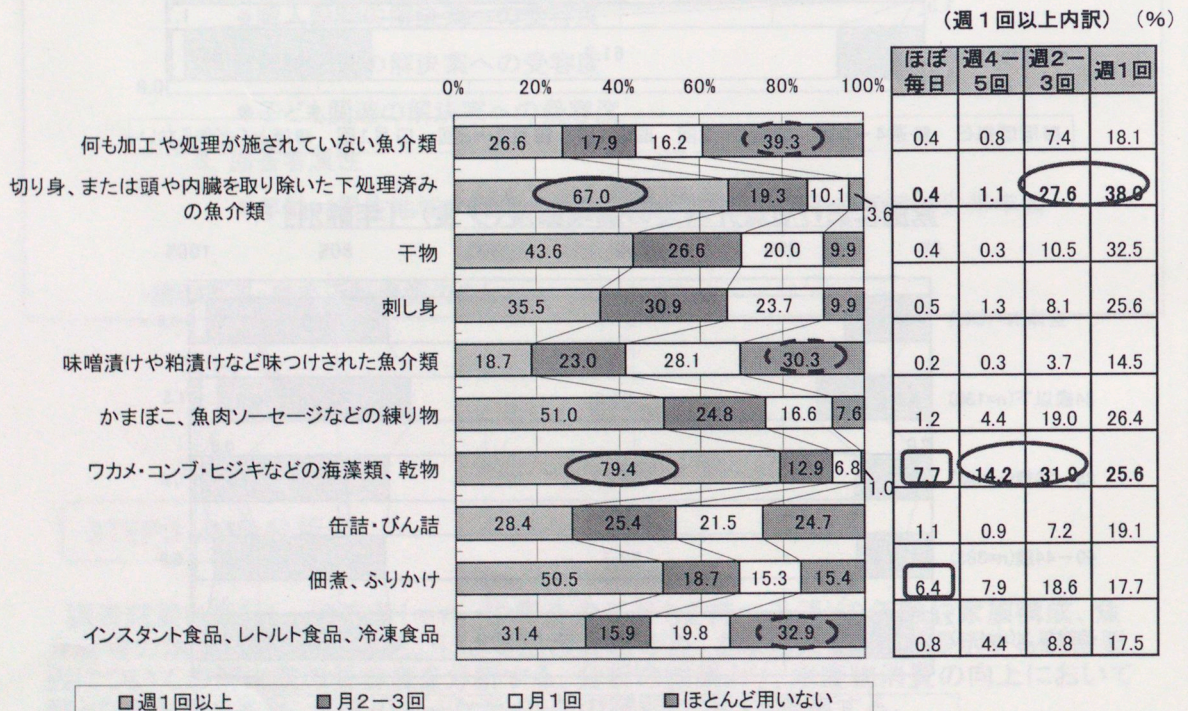 （週１回以上内訳）　（%）
ほぼ毎日 週4－5回 週2－3回 週1回
0% 20% 40% 60% 80% 100%
何も加工や処理が施されていない魚介類 26.6 17.9 16.2 39.3 0.4 0.8 7.4 18.1
切り身、または頭や内臓を取り除いた下処理済み
の魚介類 67.0 19.3 10.1 3.6 0.4 1.1 27.6 38.0
干物 43.6 26.6 20.0 9.9 0.4 0.3 10.5 32.5
刺し身 35.5 30.9 23.7 9.9 0.5 1.3 8.1 25.6
味噌漬けや粕漬けなど味つけされた魚介類 18.7 23.0 28.1 30.3 0.2 0.3 3.7 14.5
かまぼこ、魚肉ソーセージなどの練り物 51.0 24.8 16.6 7.6 1.2 4.4 19.0 26.4
ワカメ・コンブ・ヒジキなどの海藻類、乾物 79.4 12.9 6.8 1.0 7.7 14.2 31.9 25.6
缶詰・びん詰 28.4 25.4 21.5 24.7 1.1 0.9 7.2 19.1
佃煮、ふりかけ 50.5 18.7 15.3 15.4 6.4 7.9 18.6 17.7
インスタント食品、レトルト食品、冷凍食品 31.4 15.9 19.8 32.9 0.8 4.4 8.8 17.5
週1回以上 月2－3回 月1回 ほとんど用いない